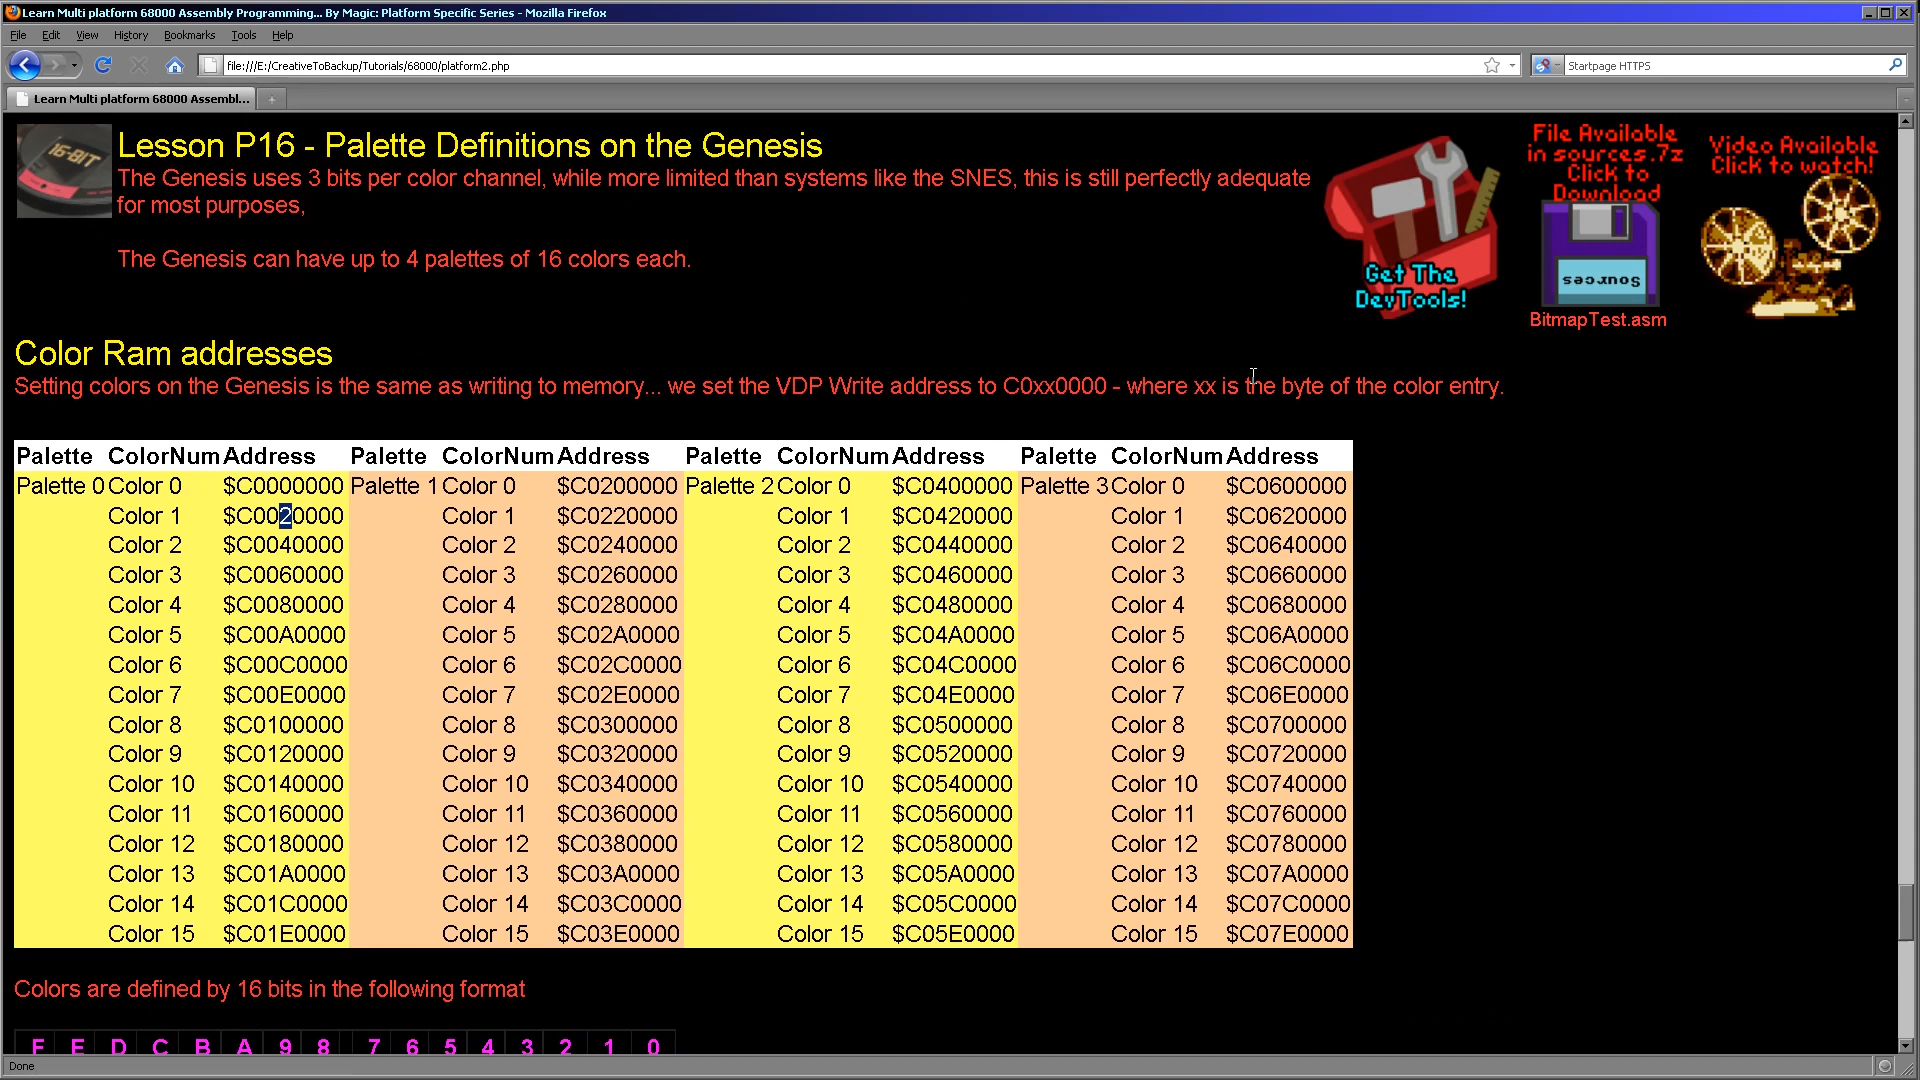 Learn Multi platform 68000 Assembly Programming... By Magic: Platform Specific Series - Mozilla Firefox
File Edit View History Bookmarks Tools Help
file:///E:/CreativeToBackup/Tutorials/68000/platform2.php
Startpage HTTPS
Learn Multi platform 68000 Assembl...
16-BIT
Lesson P16 - Palette Definitions on the Genesis
The Genesis uses 3 bits per color channel, while more limited than systems like the SNES, this is still perfectly adequate
for most purposes,
The Genesis can have up to 4 palettes of 16 colors each.
Get The
DevTools!
File Available
in sources.7z
Click to
Download
Sources
BitmapTest.asm
Video Available
Click to watch!
Color Ram addresses
Setting colors on the Genesis is the same as writing to memory... we set the VDP Write address to C0xx0000 - where xx is the byte of the color entry.
Palette ColorNum Address Palette ColorNum Address Palette ColorNum Address Palette ColorNum Address
Palette 0 Color 0 $C0000000 Palette 1 Color 0 $C0200000 Palette 2 Color 0 $C0400000 Palette 3 Color 0 $C0600000
Color 1 $C0020000 Color 1 $C0220000 Color 1 $C0420000 Color 1 $C0620000
Color 2 $C0040000 Color 2 $C0240000 Color 2 $C0440000 Color 2 $C0640000
Color 3 $C0060000 Color 3 $C0260000 Color 3 $C0460000 Color 3 $C0660000
Color 4 $C0080000 Color 4 $C0280000 Color 4 $C0480000 Color 4 $C0680000
Color 5 $C00A0000 Color 5 $C02A0000 Color 5 $C04A0000 Color 5 $C06A0000
Color 6 $C00C0000 Color 6 $C02C0000 Color 6 $C04C0000 Color 6 $C06C0000
Color 7 $C00E0000 Color 7 $C02E0000 Color 7 $C04E0000 Color 7 $C06E0000
Color 8 $C0100000 Color 8 $C0300000 Color 8 $C0500000 Color 8 $C0700000
Color 9 $C0120000 Color 9 $C0320000 Color 9 $C0520000 Color 9 $C0720000
Color 10 $C0140000 Color 10 $C0340000 Color 10 $C0540000 Color 10 $C0740000
Color 11 $C0160000 Color 11 $C0360000 Color 11 $C0560000 Color 11 $C0760000
Color 12 $C0180000 Color 12 $C0380000 Color 12 $C0580000 Color 12 $C0780000
Color 13 $C01A0000 Color 13 $C03A0000 Color 13 $C05A0000 Color 13 $C07A0000
Color 14 $C01C0000 Color 14 $C03C0000 Color 14 $C05C0000 Color 14 $C07C0000
Color 15 $C01E0000 Color 15 $C03E0000 Color 15 $C05E0000 Color 15 $C07E0000
Colors are defined by 16 bits in the following format
F E D C B A 9 8 7 6 5 4 3 2 1 0
Done